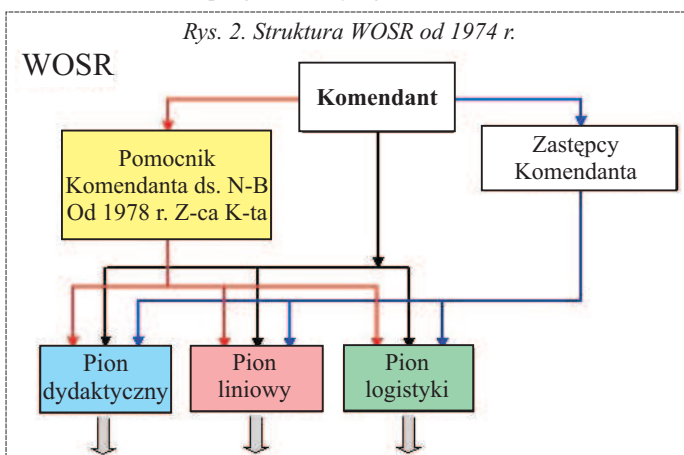 Rys. 2. Struktura WOSR od 1974 r.
WOSR
Komendant
Pomocnik
Komendanta ds. N-B
Od 1978 r. Z-ca K-ta
Zastępcy
Komendanta
Pion
dydaktyczny
Pion
liniowy
Pion
logistyki